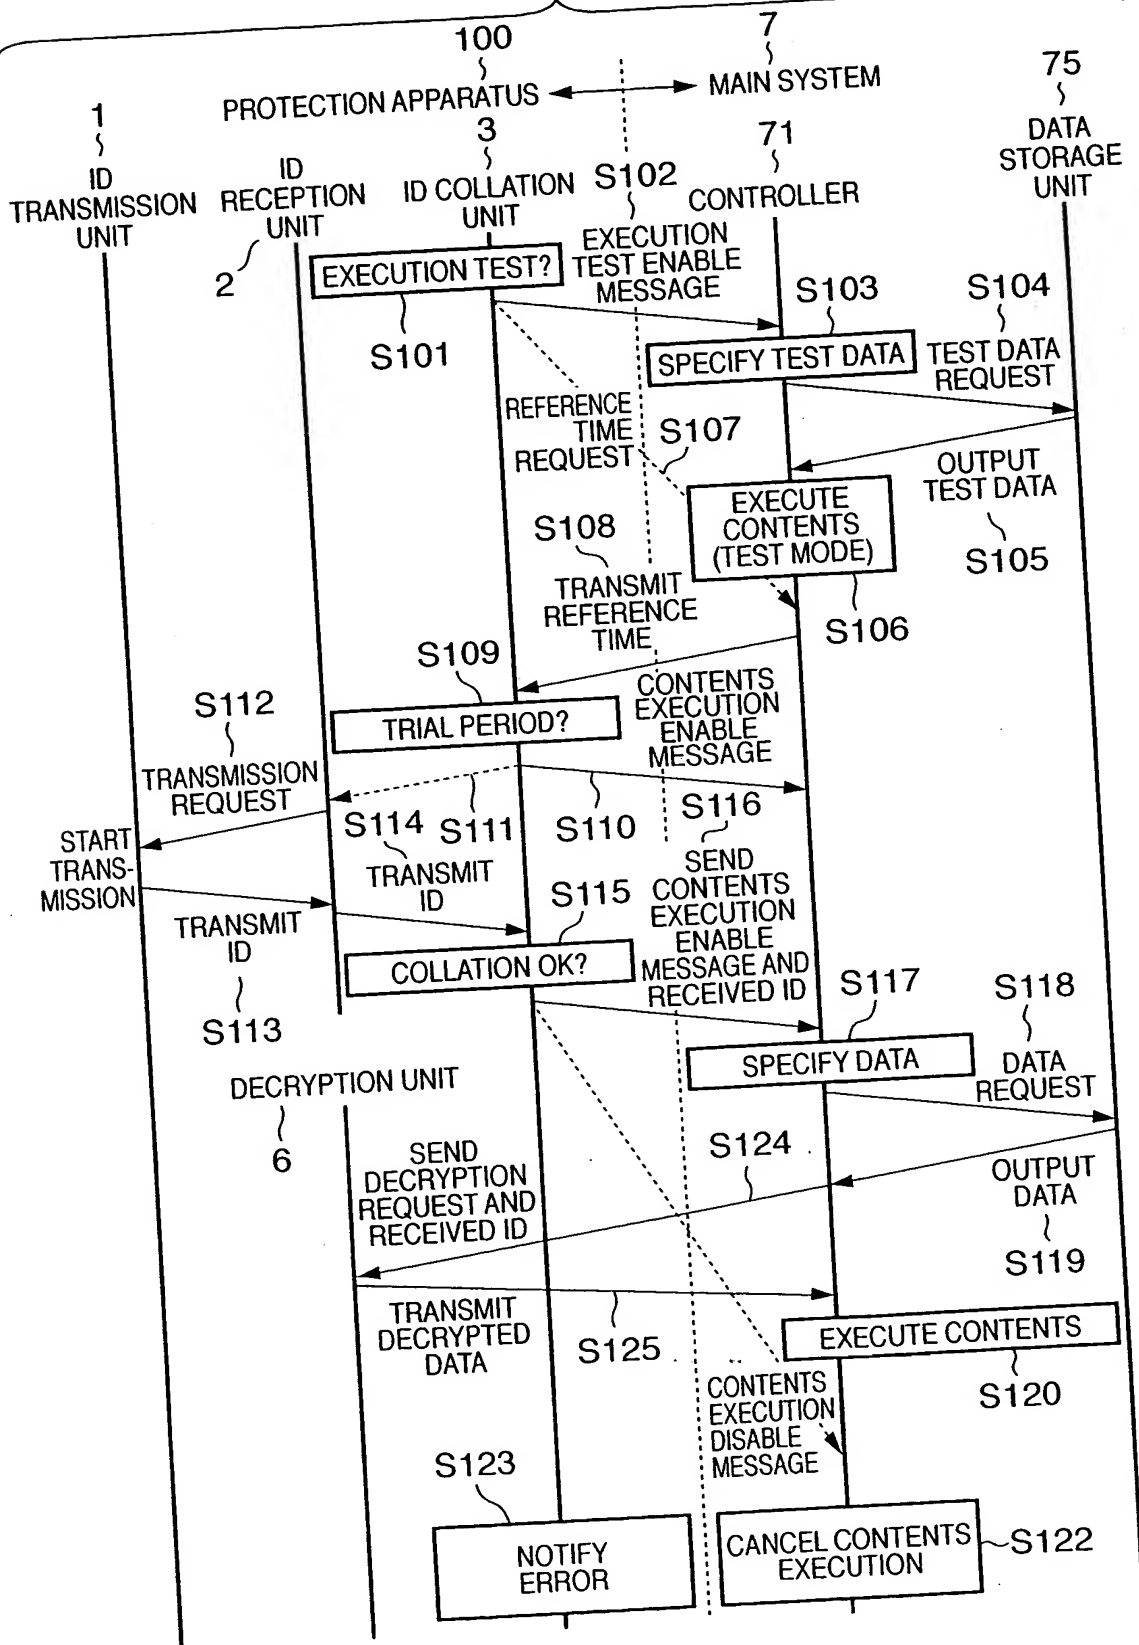 100
7
75
PROTECTION APPARATUS
MAIN SYSTEM
1
3
71
DATA
STORAGE
UNIT
ID
TRANSMISSION
UNIT
ID
RECEPTION
UNIT
2
ID COLLATION
UNIT
S102
CONTROLLER
EXECUTION
TEST ENABLE
MESSAGE
EXECUTION TEST?
S101
S103
S104
SPECIFY TEST DATA
TEST DATA
REQUEST
REFERENCE
TIME
REQUEST
S107
OUTPUT
TEST DATA
S105
EXECUTE
CONTENTS
(TEST MODE)
S106
S108
TRANSMIT
REFERENCE
TIME
S109
TRIAL PERIOD?
CONTENTS
EXECUTION
ENABLE
MESSAGE
S112
TRANSMISSION
REQUEST
S114
S111
S110
S116
START
TRANS-
MISSION
TRANSMIT
ID
S115
SEND
CONTENTS
EXECUTION
ENABLE
MESSAGE AND
RECEIVED ID
TRANSMIT
ID
S113
COLLATION OK?
S117
S118
SPECIFY DATA
DATA
REQUEST
DECRYPTION UNIT
6
S124
SEND
DECRYPTION
REQUEST AND
RECEIVED ID
OUTPUT
DATA
S119
TRANSMIT
DECRYPTED
DATA
S125
EXECUTE CONTENTS
S120
CONTENTS
EXECUTION
DISABLE
MESSAGE
S123
NOTIFY
ERROR
CANCEL CONTENTS
EXECUTION
S122